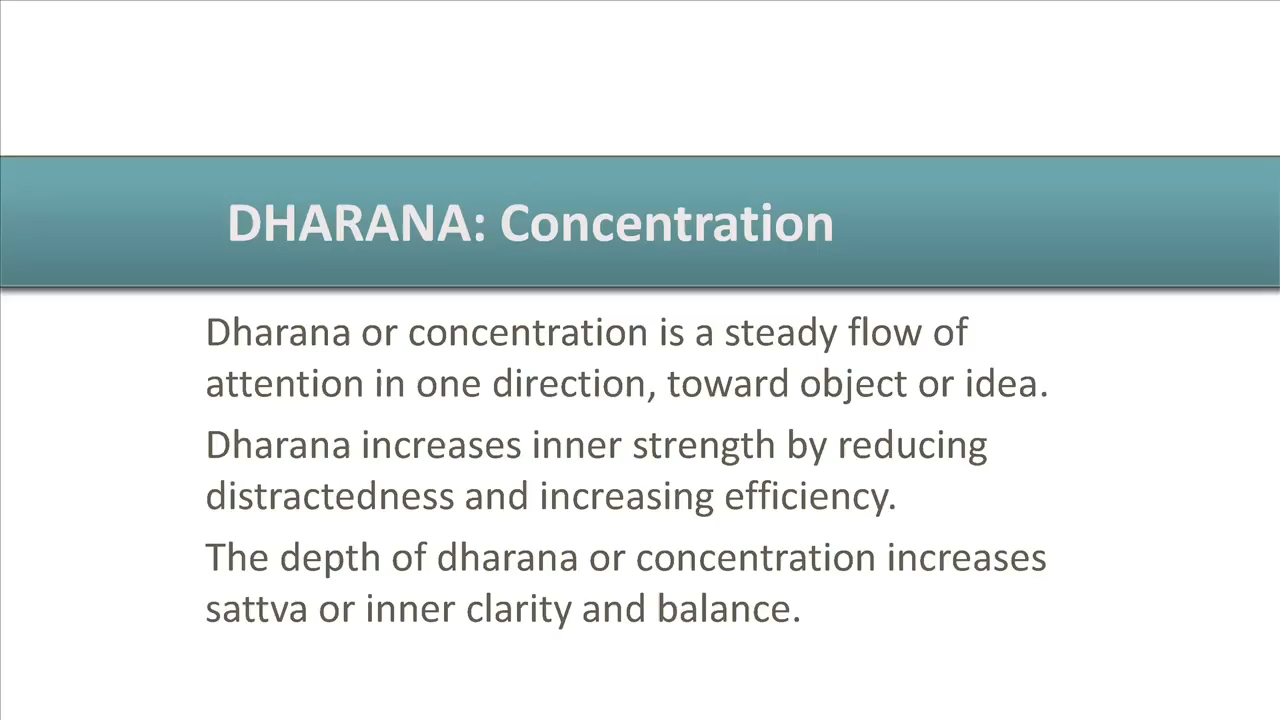 DHARANA: Concentration
Dharana or concentration is a steady flow of
attention in one direction, toward object or idea.
Dharana increases inner strength by reducing
distractedness and increasing efficiency.
The depth of dharana or concentration increases
sattva or inner clarity and balance.